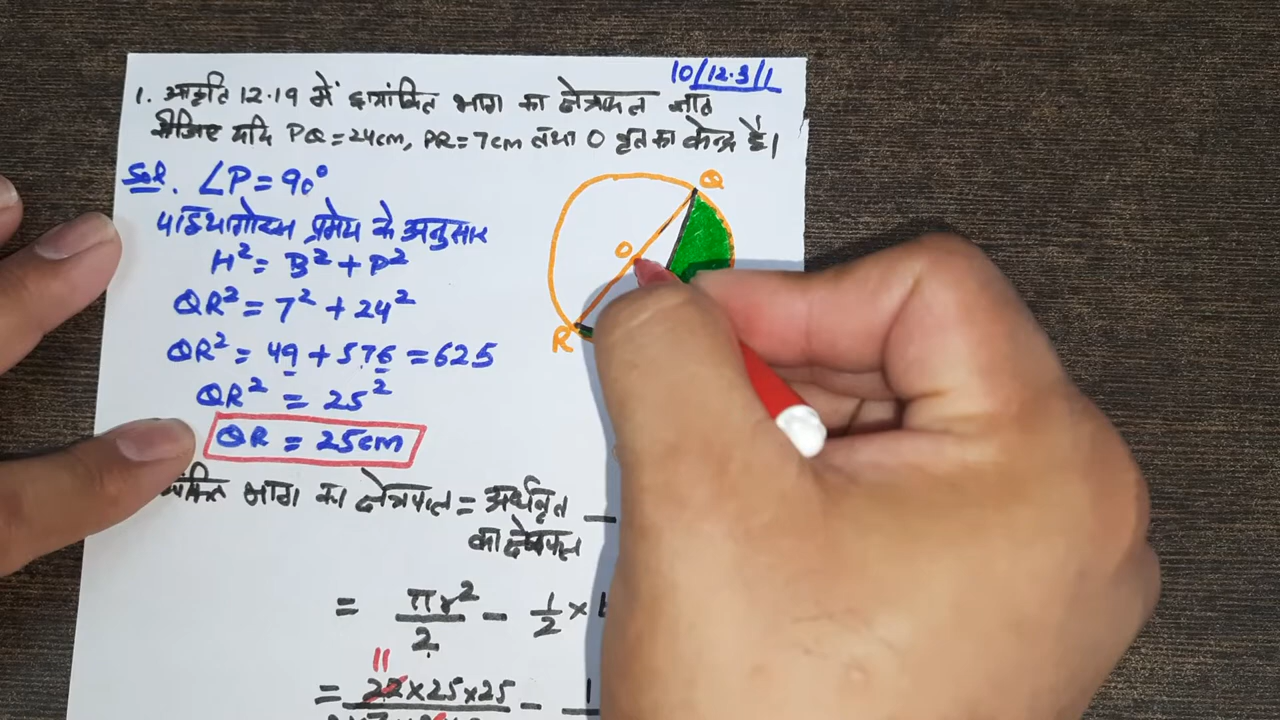 10/12.3/1
1. आकृति 12.19 में छायांकित भाग का क्षेत्रफल ज्ञात
कीजिए यदि PQ=24cm, PR=7cm तथा O वृत का केन्द्र है।
Sol. ∠P=90°
पाइथागोरस प्रमेय के अनुसार
H²= B²+P²
QR²= 7²+24²
QR²= 49+576=625
QR² = 25²
QR = 25cm
Q
O
R
भाग का क्षेत्रफल = अर्धवृत –
का क्षेत्रफल
= πr²/2 – 1/2 ×
11
= 22×25×25 – 1